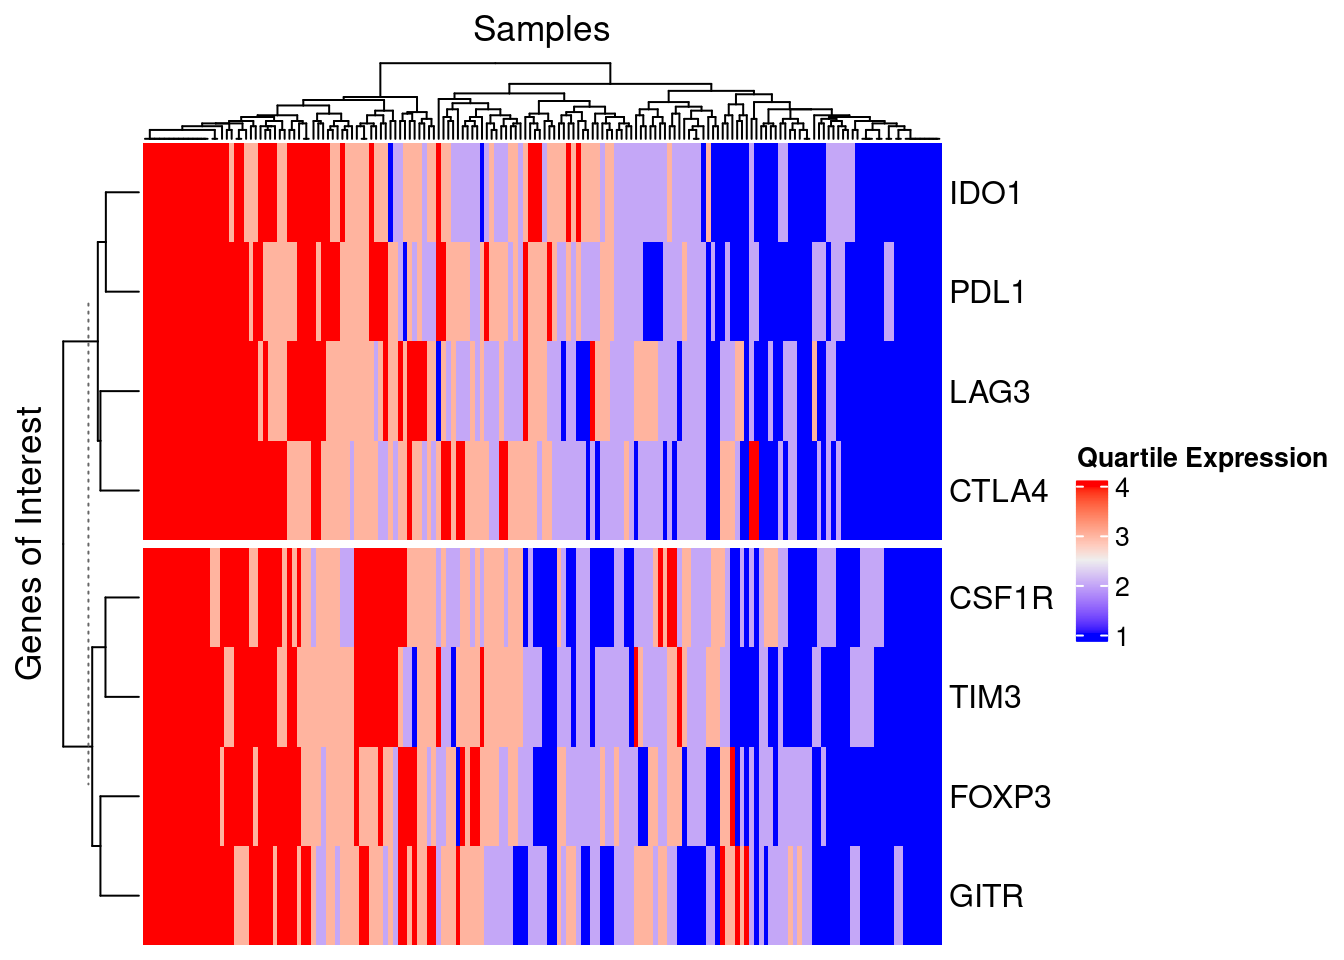 Samples
Genes of Interest
IDO1
PDL1
LAG3
CTLA4
CSF1R
TIM3
FOXP3
GITR
Quartile Expression
4
3
2
1